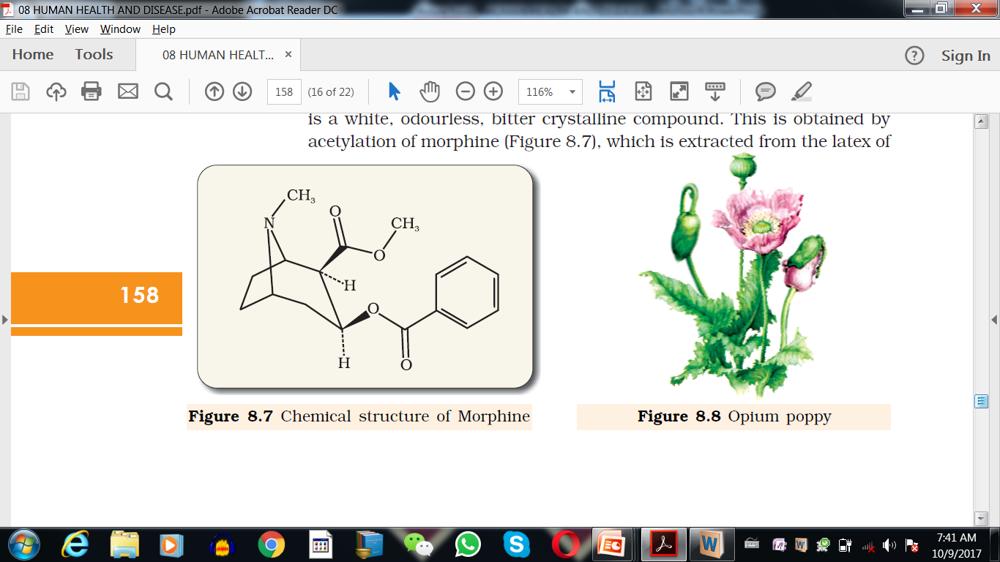 08 HUMAN HEALTH AND DISEASE.pdf - Adobe Acrobat Reader DC
File Edit View Window Help
Home Tools 08 HUMAN HEALT... × ? Sign In
158 (16 of 22) 116%
is a white, odourless, bitter crystalline compound. This is obtained by
acetylation of morphine (Figure 8.7), which is extracted from the latex of
CH₃
N
O
CH₃
O
H
O
H
O
158
Figure 8.7 Chemical structure of Morphine
Figure 8.8 Opium poppy
7:41 AM
10/9/2017